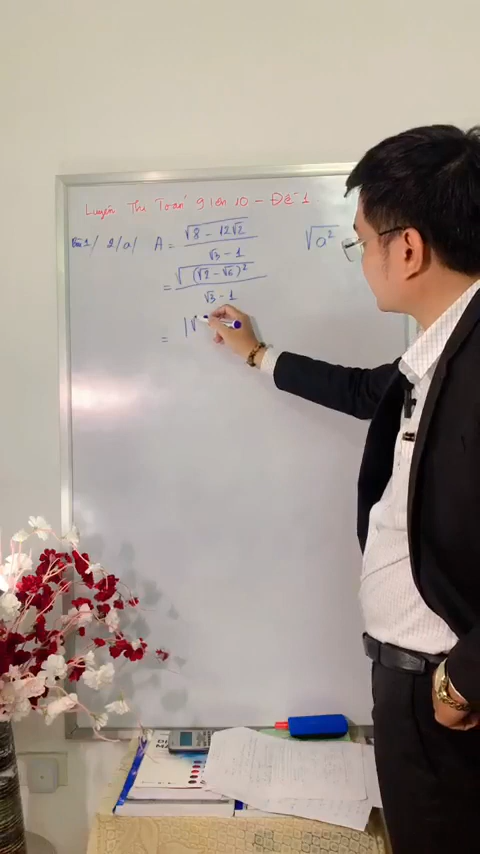 Luyện Thi Toán 9 lên 10 - ĐỀ 1.
Bài 1/ 2/a/ A = √8 - 12√2 / √3 - 1 √a²
= √(√2 - √6)² / √3 - 1
= |√